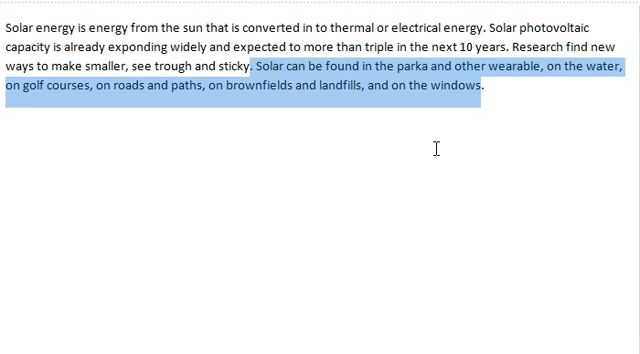 Solar energy is energy from the sun that is converted in to thermal or electrical energy. Solar photovoltaic
capacity is already exponding widely and expected to more than triple in the next 10 years. Research find new
ways to make smaller, see trough and sticky. Solar can be found in the parka and other wearable, on the water,
on golf courses, on roads and paths, on brownfields and landfills, and on the windows.